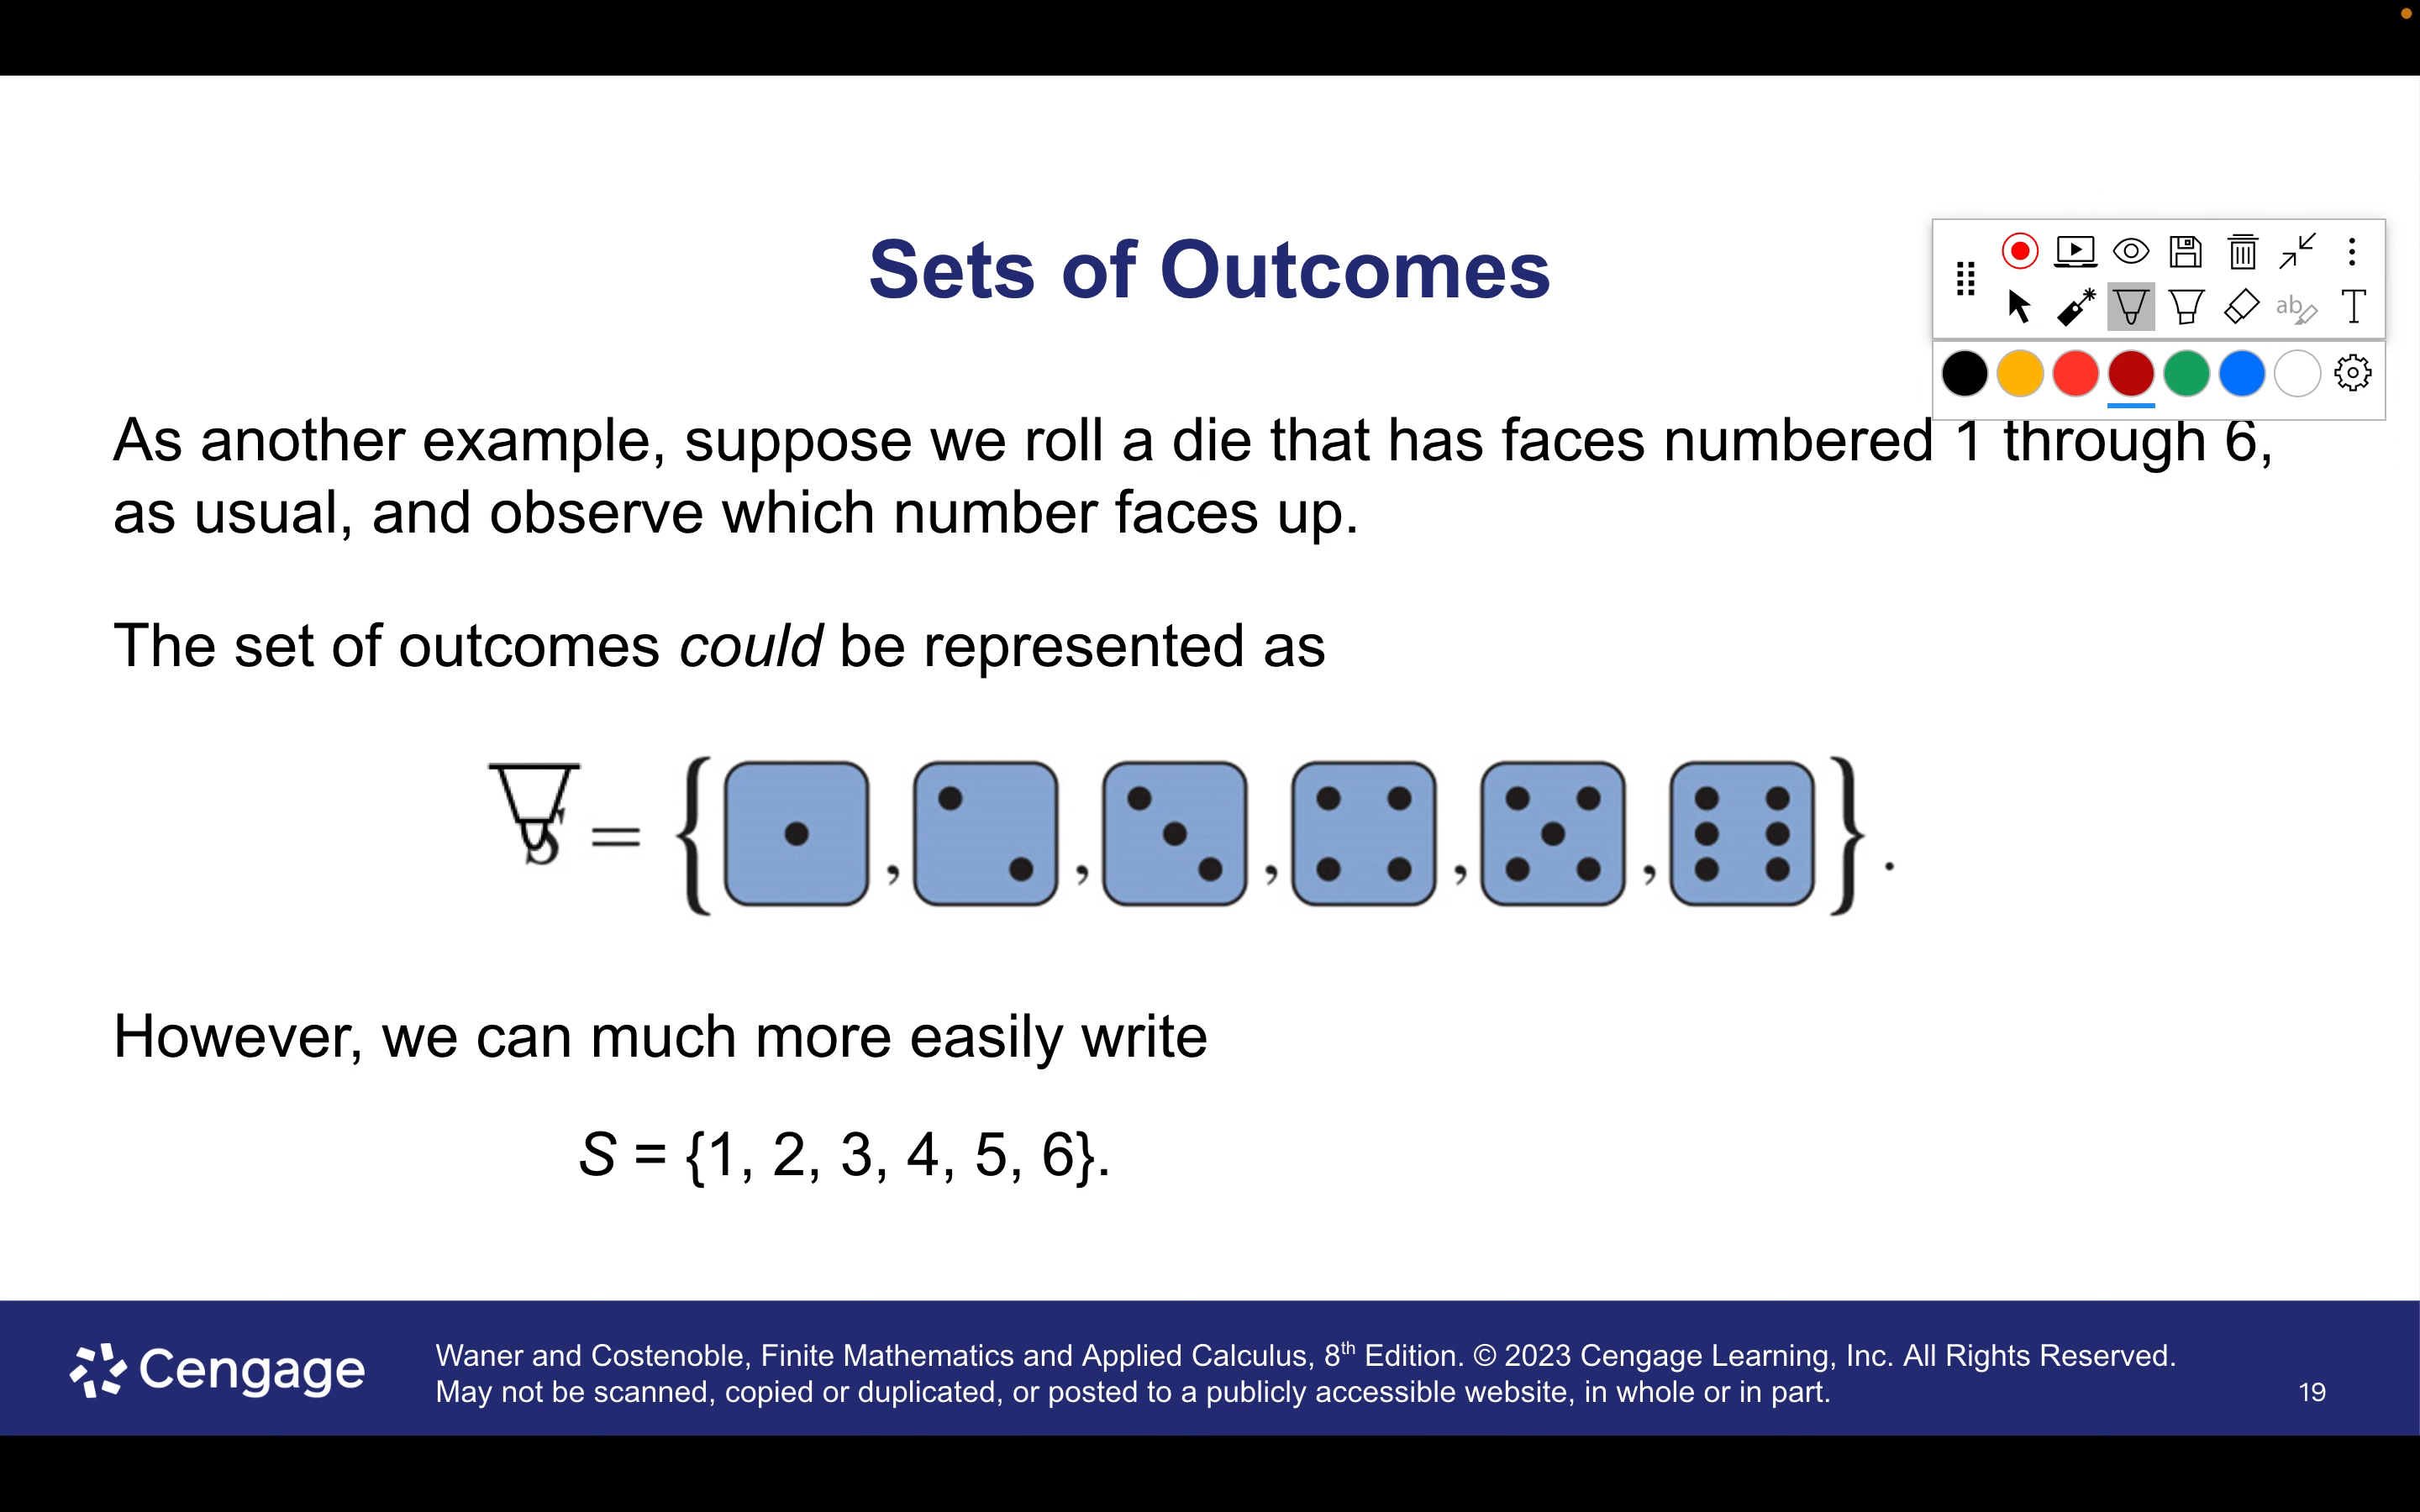 Sets of Outcomes
ab
T
As another example, suppose we roll a die that has faces numbered 1 through 6,
as usual, and observe which number faces up.
The set of outcomes could be represented as
S = { , , , , , }.
However, we can much more easily write
S = {1, 2, 3, 4, 5, 6}.
Cengage
Waner and Costenoble, Finite Mathematics and Applied Calculus, 8th Edition. © 2023 Cengage Learning, Inc. All Rights Reserved.
May not be scanned, copied or duplicated, or posted to a publicly accessible website, in whole or in part.
19